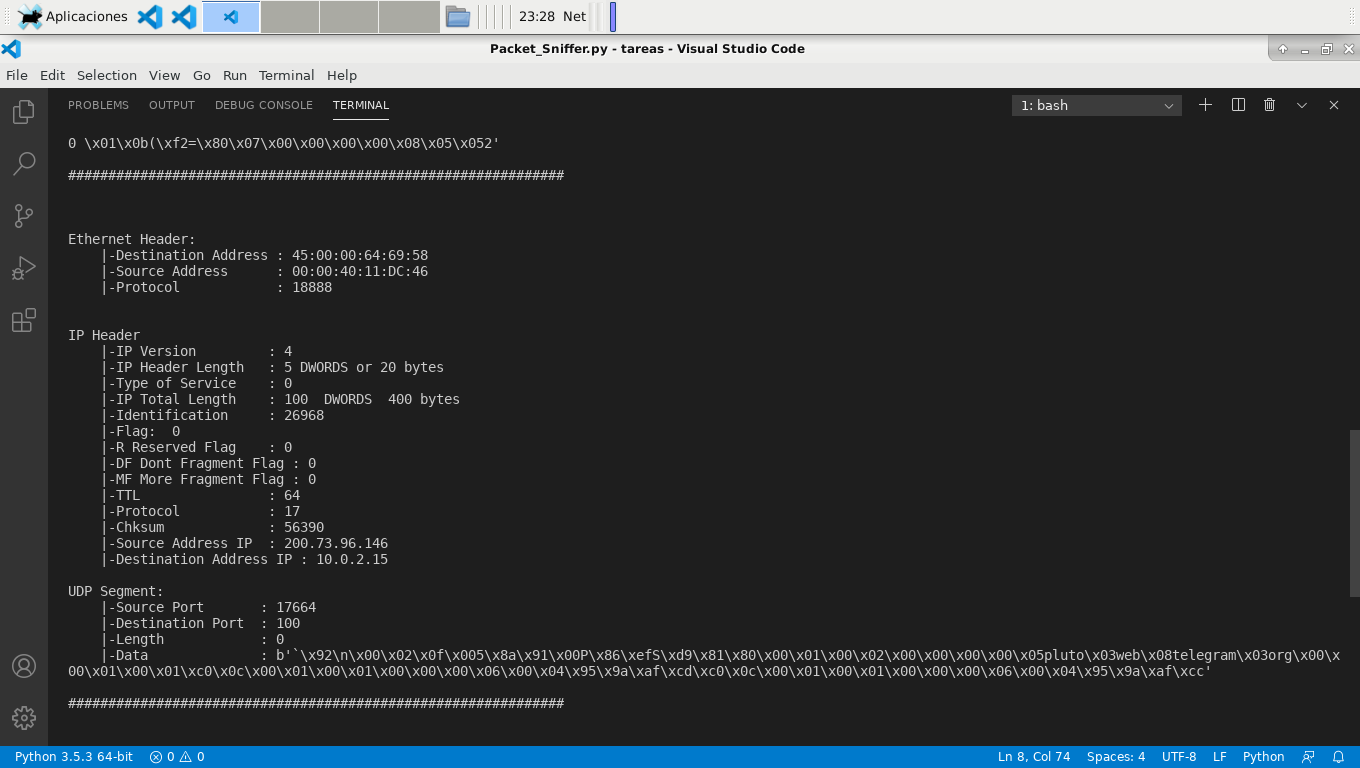 Aplicaciones 23:28 Net
Packet_Sniffer.py - tareas - Visual Studio Code
File Edit Selection View Go Run Terminal Help
PROBLEMS OUTPUT DEBUG CONSOLE TERMINAL 1: bash
0 \x01\x0b(\xf2=\x80\x07\x00\x00\x00\x00\x08\x05\x052'
##############################################################
Ethernet Header:
|-Destination Address : 45:00:00:64:69:58
|-Source Address      : 00:00:40:11:DC:46
|-Protocol            : 18888
IP Header
|-IP Version         : 4
|-IP Header Length   : 5 DWORDS or 20 bytes
|-Type of Service    : 0
|-IP Total Length    : 100  DWORDS  400 bytes
|-Identification     : 26968
|-Flag:  0
|-R Reserved Flag    : 0
|-DF Dont Fragment Flag : 0
|-MF More Fragment Flag : 0
|-TTL                : 64
|-Protocol           : 17
|-Chksum             : 56390
|-Source Address IP  : 200.73.96.146
|-Destination Address IP : 10.0.2.15
UDP Segment:
|-Source Port       : 17664
|-Destination Port  : 100
|-Length            : 0
|-Data              : b'`\x92\n\x00\x02\x0f\x005\x8a\x91\x00P\x86\xefS\xd9\x81\x80\x00\x01\x00\x02\x00\x00\x00\x00\x05pluto\x03web\x08telegram\x03org\x00\x
00\x01\x00\x01\xc0\x0c\x00\x01\x00\x01\x00\x00\x00\x06\x00\x04\x95\x9a\xaf\xcd\xc0\x0c\x00\x01\x00\x01\x00\x00\x00\x06\x00\x04\x95\x9a\xaf\xcc'
##############################################################
Python 3.5.3 64-bit 0 0 Ln 8, Col 74 Spaces: 4 UTF-8 LF Python